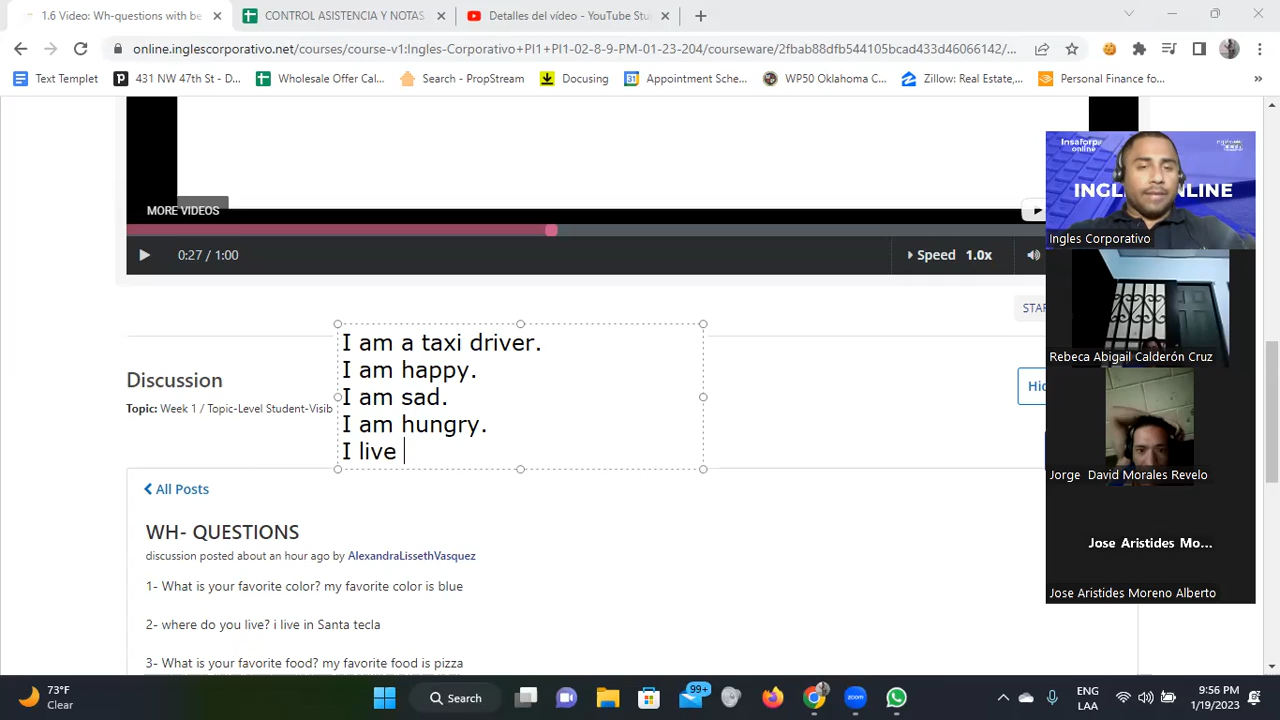 1.6 Video: Wh-questions with be
CONTROL ASISTENCIA Y NOTAS
Detalles del vídeo - YouTube Stu
online.inglescorporativo.net/courses/course-v1:Ingles-Corporativo+PI1+PI1-02-8-9-PM-01-23-204/courseware/2fbab88dfb544105bcad433d46066142/...
Text Templet
431 NW 47th St - D...
Wholesale Offer Cal...
Search - PropStream
Docusing
Appointment Sche...
WP50 Oklahoma C...
Zillow: Real Estate,...
Personal Finance fo...
MORE VIDEOS
0:27 / 1:00
Speed 1.0x
STAR
I am a taxi driver.
I am happy.
I am sad.
I am hungry.
I live
Discussion
Topic: Week 1 / Topic-Level Student-Visib
Hid
All Posts
WH- QUESTIONS
discussion posted about an hour ago by AlexandraLissethVasquez
1- What is your favorite color? my favorite color is blue
2- where do you live? i live in Santa tecla
3- What is your favorite food? my favorite food is pizza
Insaforp
online
INGL ONLINE
Ingles Corporativo
Rebeca Abigail Calderón Cruz
Jorge David Morales Revelo
Jose Aristides Mo...
Jose Aristides Moreno Alberto
73°F
Clear
Search
99+
zoom
ENG
LAA
9:56 PM
1/19/2023